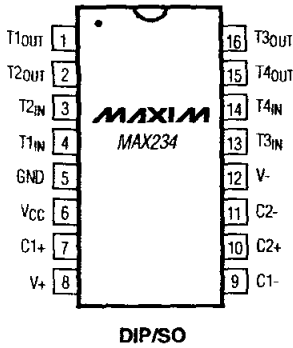 T1OUT 1 16 T3OUT
T2OUT 2 15 T4OUT
T2IN 3 14 T4IN
T1IN 4 13 T3IN
GND 5 12 V-
VCC 6 11 C2-
C1+ 7 10 C2+
V+ 8 9 C1-
MAXIM
MAX234
DIP/SO